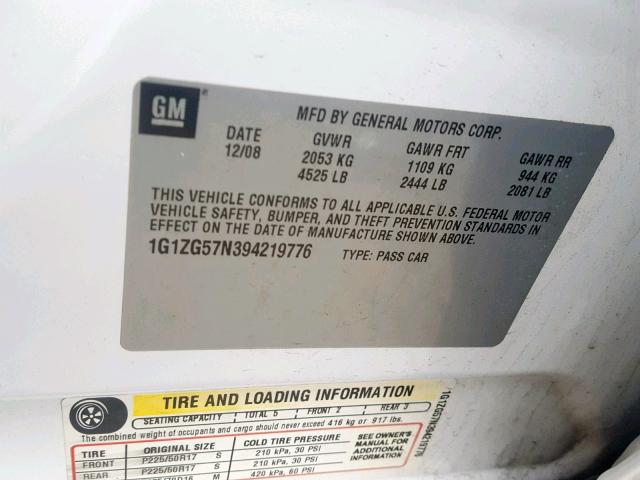 GM
MFD BY GENERAL MOTORS CORP.
DATE GVWR GAWR FRT GAWR RR
12/08 2053 KG 1109 KG 944 KG
4525 LB 2444 LB 2081 LB
THIS VEHICLE CONFORMS TO ALL APPLICABLE U.S. FEDERAL MOTOR
VEHICLE SAFETY, BUMPER, AND THEFT PREVENTION STANDARDS IN
EFFECT ON THE DATE OF MANUFACTURE SHOWN ABOVE.
1G1ZG57N394219776 TYPE: PASS CAR
TIRE AND LOADING INFORMATION
SEATING CAPACITY TOTAL 5 FRONT 2 REAR 3
The combined weight of occupants and cargo should never exceed 416 kg or 917 lbs.
TIRE ORIGINAL SIZE COLD TIRE PRESSURE
FRONT P225/50R17 S 210 kPa, 30 PSI
REAR P225/50R17 S 210 kPa, 30 PSI
M 420 kPa, 60 PSI
SEE OWNER'S
MANUAL FOR
ADDITIONAL
INFORMATION
1G1ZG57N394219776